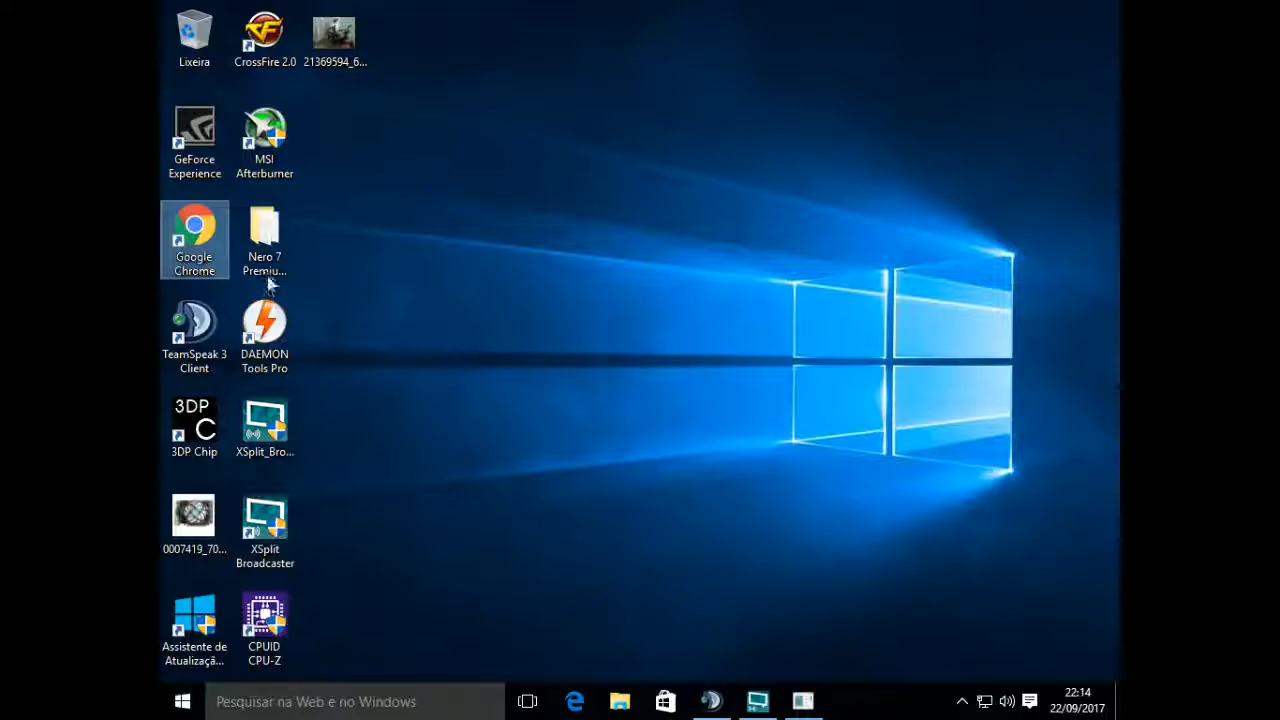 Lixeira
CrossFire 2.0
21369594_6...
GeForce
Experience
MSI
Afterburner
Google
Chrome
Nero 7
Premiu...
TeamSpeak 3
Client
DAEMON
Tools Pro
3DP
C
3DP Chip
XSplit_Bro...
0007419_70...
XSplit
Broadcaster
Assistente de
Atualizaçã...
CPUID
CPU-Z
Pesquisar na Web e no Windows
22:14
22/09/2017